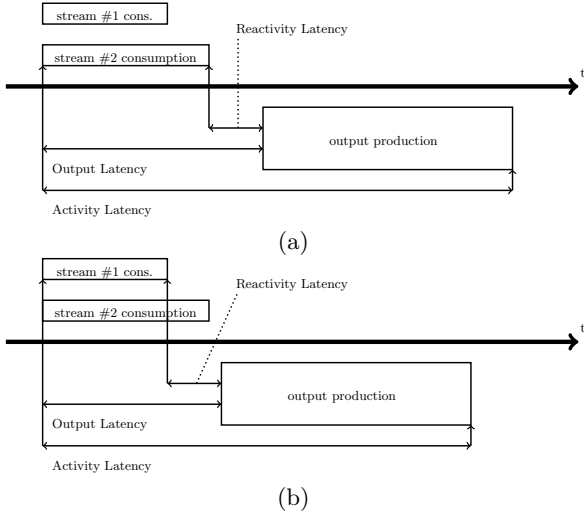 stream #1 cons.
Reactivity Latency
stream #2 consumption
t
output production
Output Latency
Activity Latency
(a)
stream #1 cons.
Reactivity Latency
stream #2 consumption
t
output production
Output Latency
Activity Latency
(b)